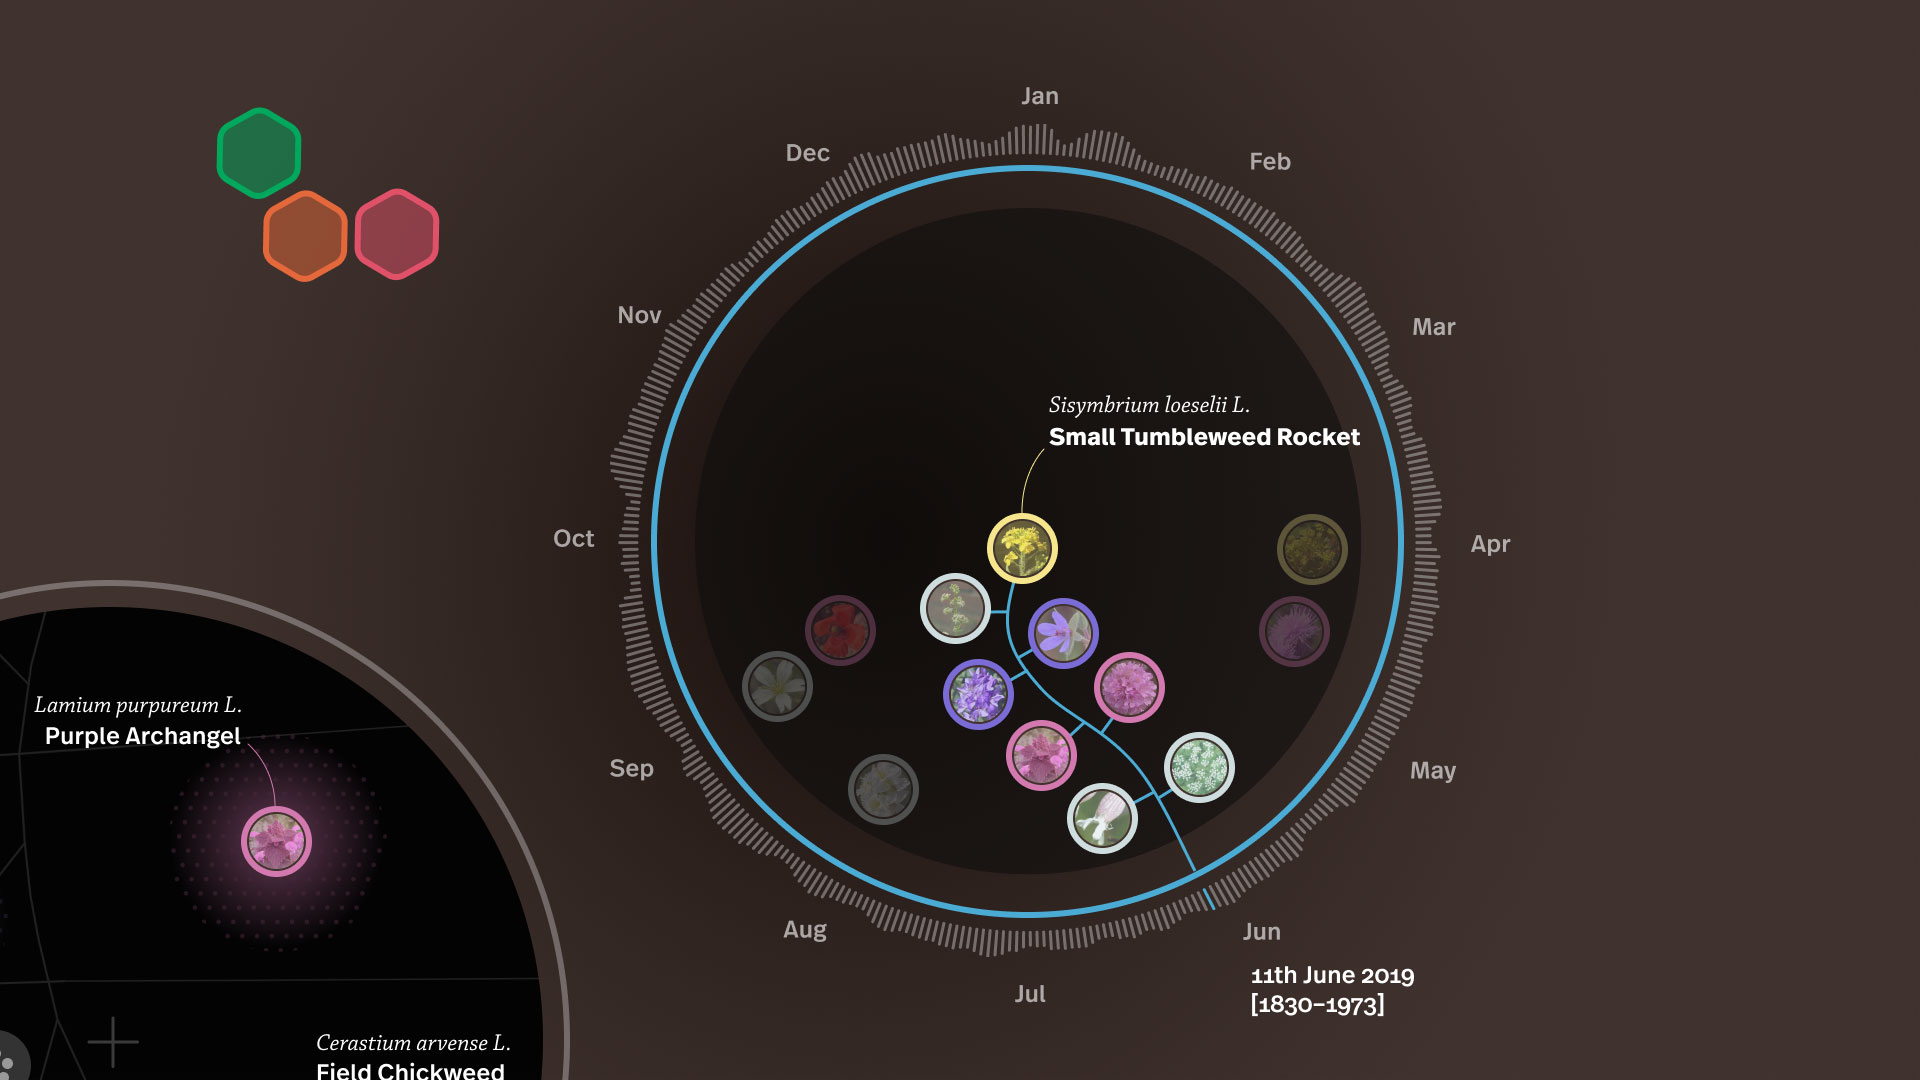 Jan
Feb
Mar
Apr
May
Jun
11th June 2019
[1830–1973]
Jul
Aug
Sep
Oct
Nov
Dec
Sisymbrium loeselii L.
Small Tumbleweed Rocket
Lamium purpureum L.
Purple Archangel
Cerastium arvense L.
Field Chickweed